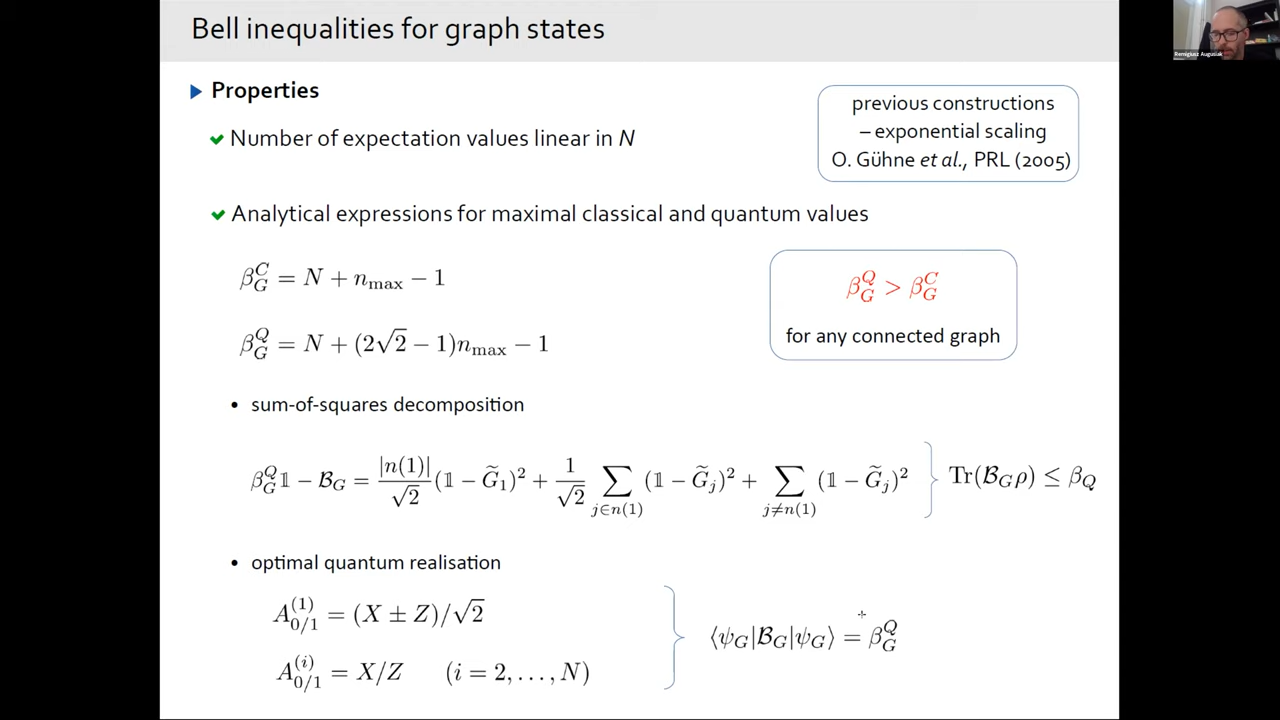 Bell inequalities for graph states
Remigiusz Augusiak
▶ Properties
✔ Number of expectation values linear in N
previous constructions
– exponential scaling
O. Gühne et al., PRL (2005)
✔ Analytical expressions for maximal classical and quantum values
β_G^C = N + n_max − 1
β_G^Q = N + (2√2 − 1)n_max − 1
β_G^Q > β_G^C
for any connected graph
• sum-of-squares decomposition
β_G^Q 𝟙 − ℬ_G = |n(1)|/√2 (𝟙 − G̃_1)² + 1/√2 ∑_{j∈n(1)} (𝟙 − G̃_j)² + ∑_{j≠n(1)} (𝟙 − G̃_j)² } Tr(ℬ_G ρ) ≤ β_Q
• optimal quantum realisation
A_{0/1}^{(1)} = (X ± Z)/√2
A_{0/1}^{(i)} = X/Z (i = 2, …, N)
⟨ψ_G|ℬ_G|ψ_G⟩ = β_G^Q